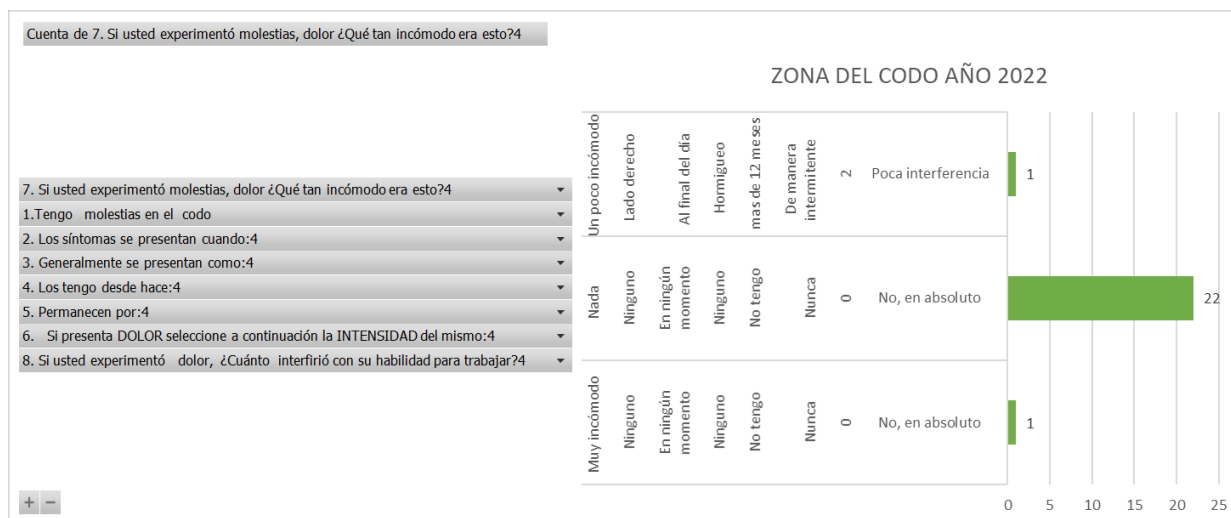 Cuenta de 7. Si usted experimentó molestias, dolor ¿Qué tan incómodo era esto?4
7. Si usted experimentó molestias, dolor ¿Qué tan incómodo era esto?4
1.Tengo molestias en el codo
2. Los síntomas se presentan cuando:4
3. Generalmente se presentan como:4
4. Los tengo desde hace:4
5. Permanecen por:4
6. Si presenta DOLOR seleccione a continuación la INTENSIDAD del mismo:4
8. Si usted experimentó dolor, ¿Cuánto interfirió con su habilidad para trabajar?4
+ −
ZONA DEL CODO AÑO 2022
Un poco incómodo
Lado derecho
Al final del día
Hormigueo
mas de 12 meses
De manera
intermitente
2
Poca interferencia
1
Nada
Ninguno
En ningún
momento
Ninguno
No tengo
Nunca
0
No, en absoluto
22
Muy incómodo
Ninguno
En ningún
momento
Ninguno
No tengo
Nunca
0
No, en absoluto
1
0 5 10 15 20 25